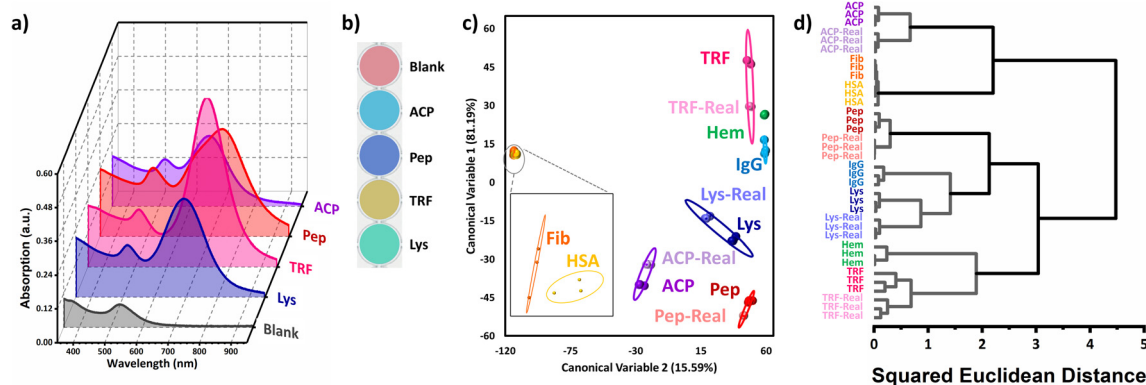 a)
0.60
0.48
0.36
0.24
0.12
0.00
Absorption (a.u.)
400 500 600 700 800 900
Wavelength (nm)
ACP
Pep
TRF
Lys
Blank
b)
Blank
ACP
Pep
TRF
Lys
c)
60
45
30
15
0
-15
-30
-45
-60
Canonical Variable 1 (81.19%)
-120 -75 -30 15 60
Canonical Variable 2 (15.59%)
TRF
TRF-Real
Hem
IgG
Lys-Real
Lys
ACP-Real
ACP
Pep
Pep-Real
Fib
HSA
d)
ACP
ACP
ACP
ACP-Real
ACP-Real
ACP-Real
Fib
Fib
Fib
HSA
HSA
HSA
Pep
Pep
Pep
Pep-Real
Pep-Real
Pep-Real
IgG
IgG
IgG
Lys
Lys
Lys
Lys-Real
Lys-Real
Lys-Real
Hem
Hem
Hem
TRF
TRF
TRF
TRF-Real
TRF-Real
TRF-Real
0 1 2 3 4 5
Squared Euclidean Distance